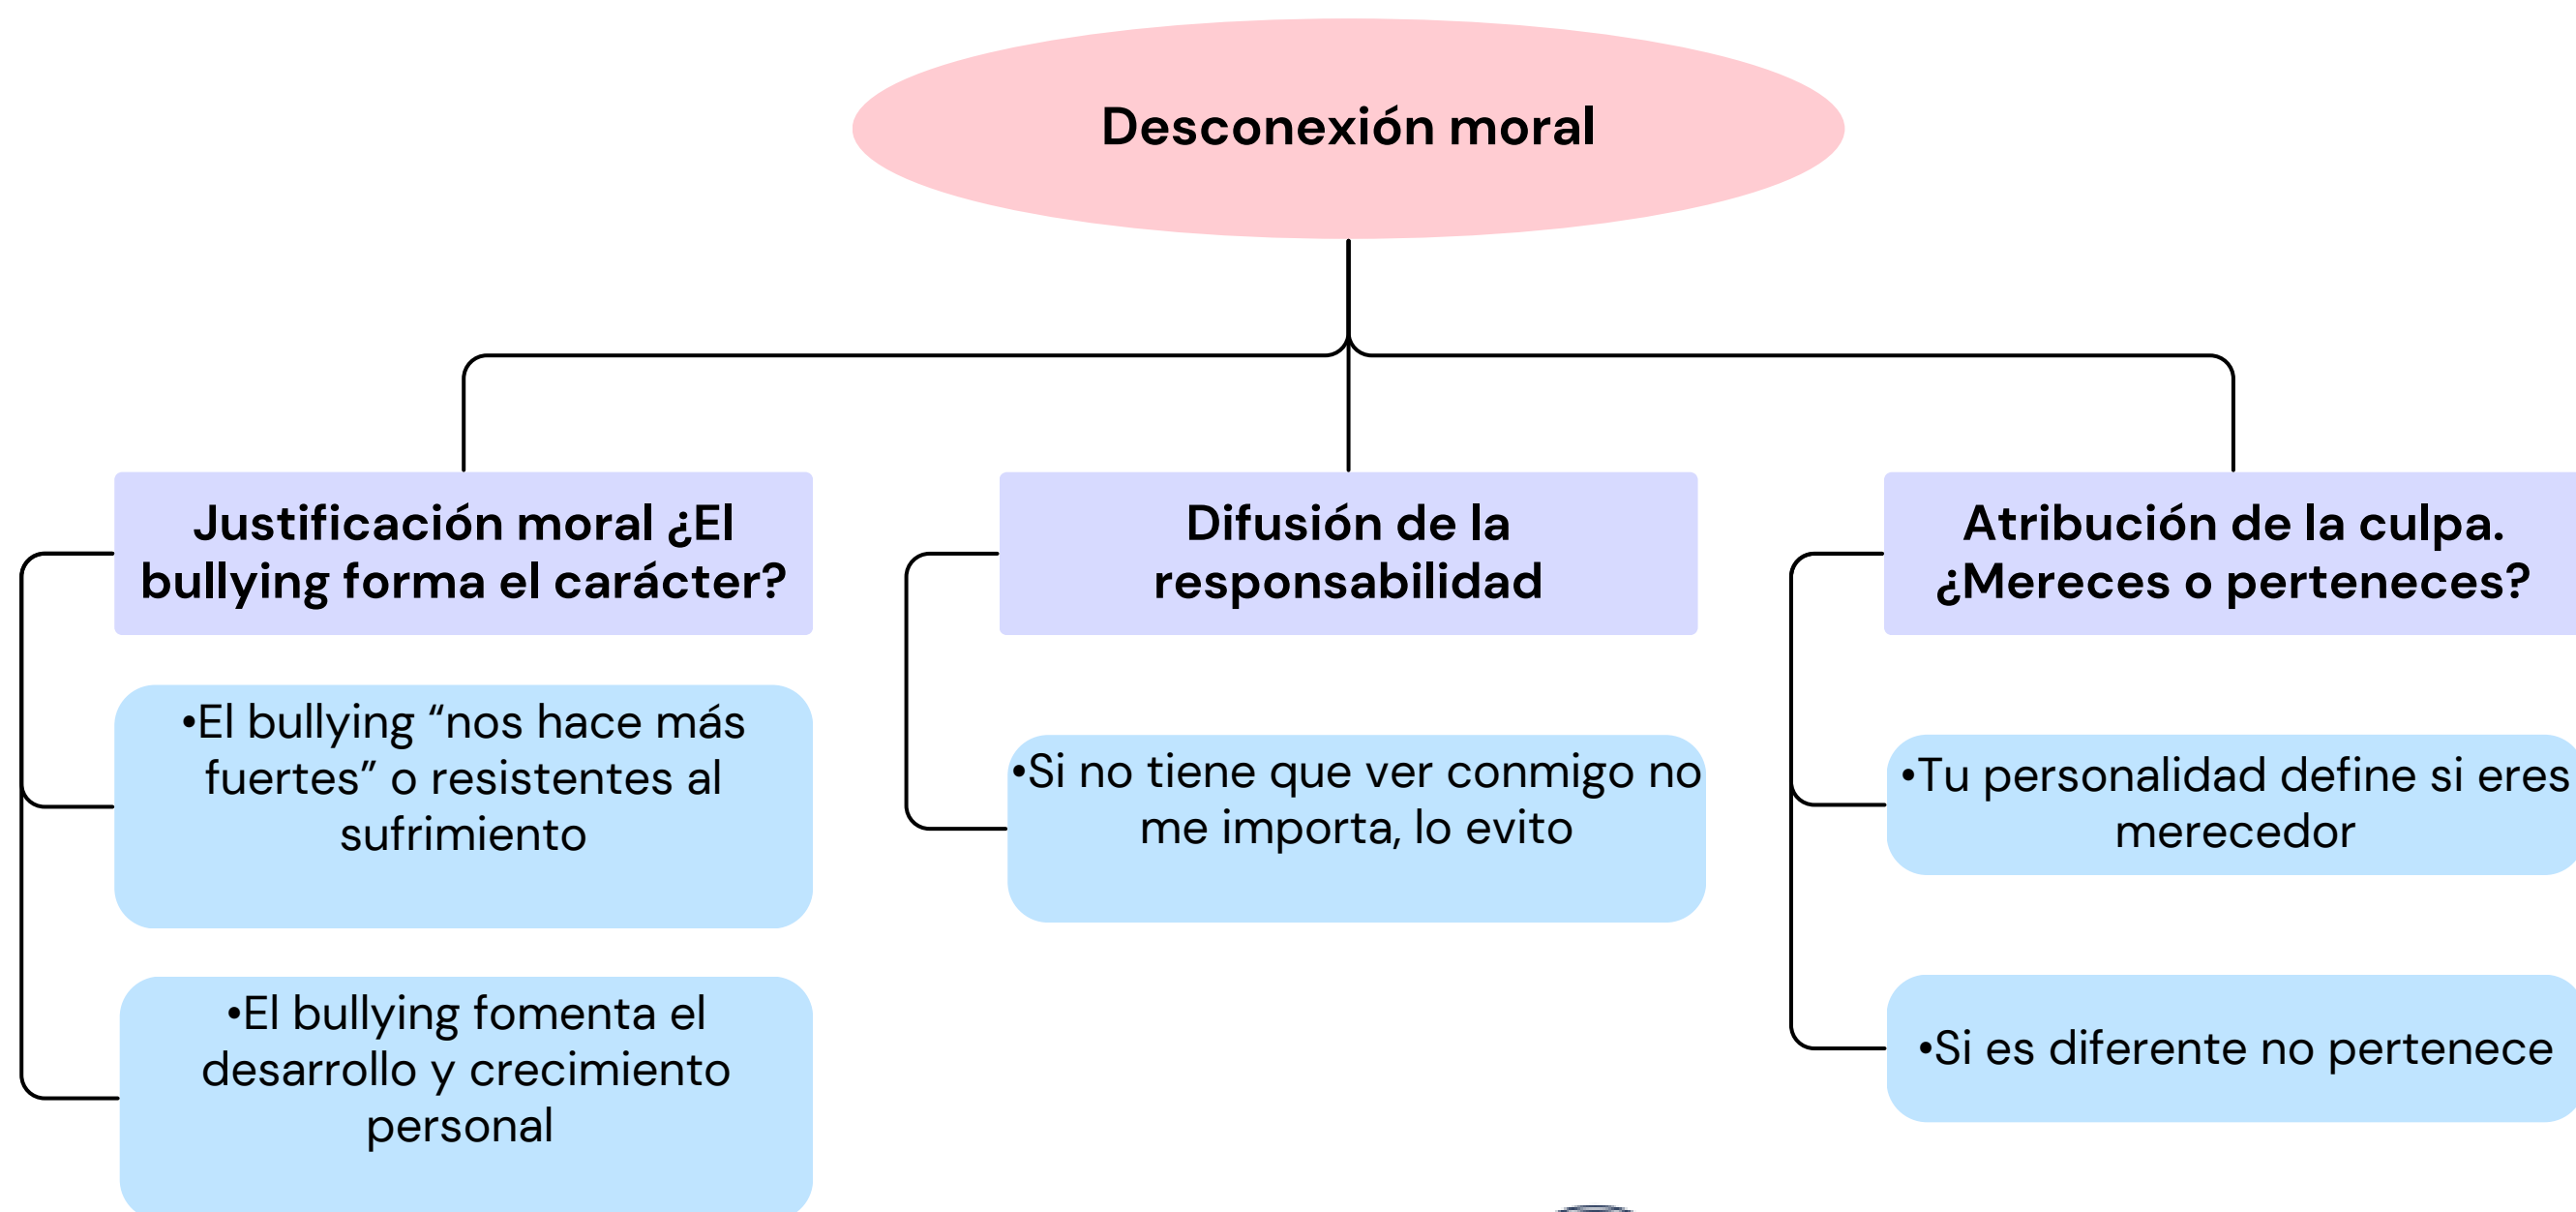 Desconexión moral
Justificación moral ¿El
bullying forma el carácter?
•El bullying “nos hace más
fuertes” o resistentes al
sufrimiento
•El bullying fomenta el
desarrollo y crecimiento
personal
Difusión de la
responsabilidad
•Si no tiene que ver conmigo no
me importa, lo evito
Atribución de la culpa.
¿Mereces o perteneces?
•Tu personalidad define si eres
merecedor
•Si es diferente no pertenece